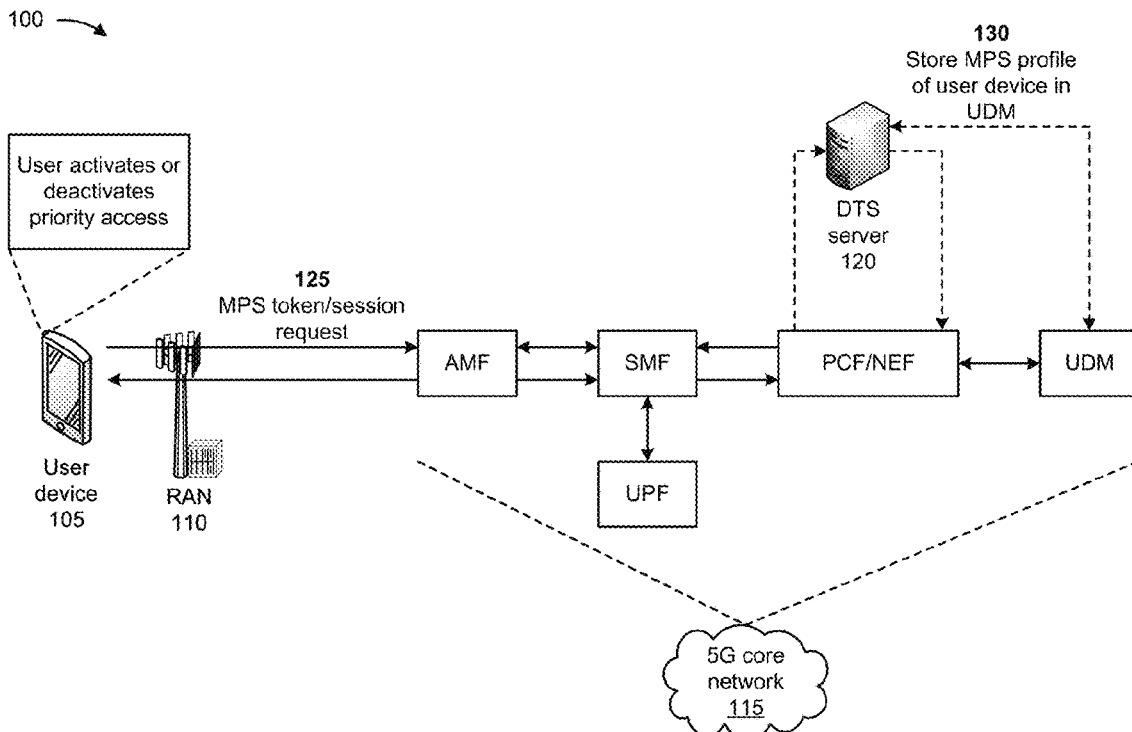 100
130
Store MPS profile
of user device in
UDM
User activates or
deactivates
priority access
DTS
server
120
125
MPS token/session
request
AMF
SMF
PCF/NEF
UDM
User
device
105
RAN
110
UPF
5G core
network
115